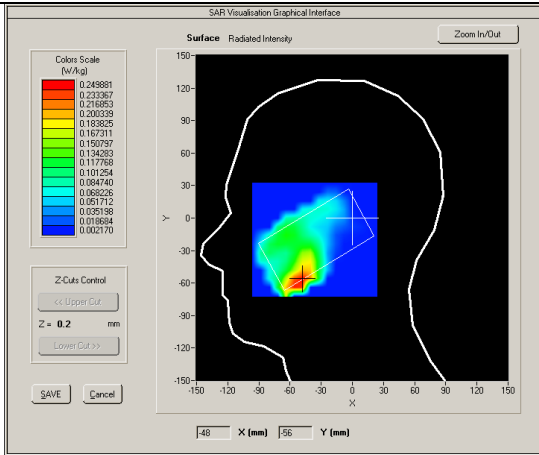 SAR Visualisation Graphical Interface
Surface Radiated Intensity
Zoom In/Out
Colors Scale
(W/kg)
0.249881
0.233367
0.216853
0.200339
0.183825
0.167311
0.150797
0.134283
0.117768
0.101254
0.084740
0.068226
0.051712
0.035198
0.018684
0.002170
Z-Cuts Control
<< Upper Cut
Z = 0.2 mm
Lower Cut >>
SAVE Cancel
150-
120-
90-
60-
30-
Y 0-
-30-
-60-
-90-
-120-
-150-
-150 -120 -90 -60 -30 0 30 60 90 120 150
X
-48 X (mm) -56 Y (mm)